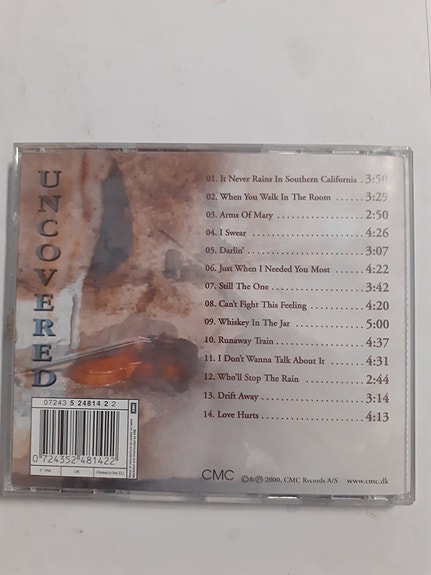 UNCOVERED
01. It Never Rains In Southern California . 3:50
02. When You Walk In The Room ...... 3:29
03. Arms Of Mary .................. 2:50
04. I Swear ........................ 4:26
05. Darlin' ........................ 3:07
06. Just When I Needed You Most ...... 4:22
07. Still The One .................. 3:42
08. Can't Fight This Feeling .......... 4:20
09. Whiskey In The Jar .............. 5:00
10. Runaway Train .................. 4:37
11. I Don't Wanna Talk About It ....... 4:31
12. Who'll Stop The Rain ............ 2:44
13. Drift Away ..................... 3:14
14. Love Hurts ..................... 4:13
07243 5 24814 2 2
0 724352 481422
UK
CMC © & ℗ 2000, CMC Records A/S www.cmc.dk